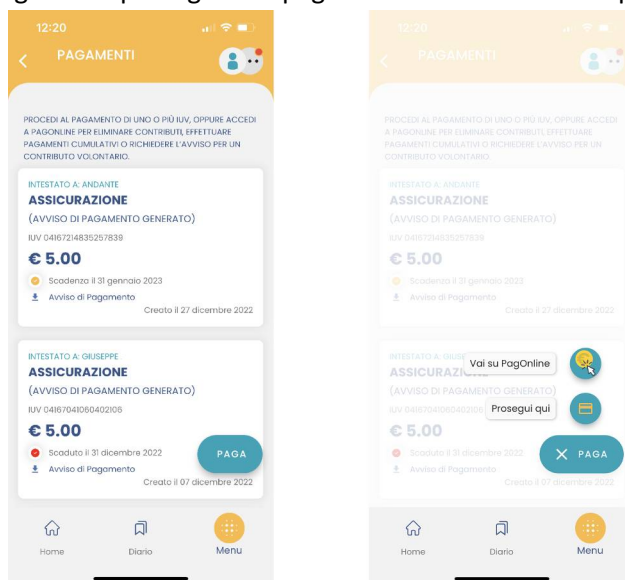 12:20
PAGAMENTI
PROCEDI AL PAGAMENTO DI UNO O PIÙ IUV, OPPURE ACCEDI
A PAGONLINE PER ELIMINARE CONTRIBUTI, EFFETTUARE
PAGAMENTI CUMULATIVI O RICHIEDERE L'AVVISO PER UN
CONTRIBUTO VOLONTARIO.
INTESTATO A: ANDANTE
ASSICURAZIONE
(AVVISO DI PAGAMENTO GENERATO)
IUV 04167214835257839
€ 5.00
Scadenza il 31 gennaio 2023
Avviso di Pagamento
Creato il 27 dicembre 2022
INTESTATO A: GIUSEPPE
ASSICURAZIONE
(AVVISO DI PAGAMENTO GENERATO)
IUV 04167041060402106
€ 5.00
Scaduto il 31 dicembre 2022
PAGA
Avviso di Pagamento
Creato il 07 dicembre 2022
Home
Diario
Menu
12:20
PAGAMENTI
PROCEDI AL PAGAMENTO DI UNO O PIÙ IUV, OPPURE ACCEDI
A PAGONLINE PER ELIMINARE CONTRIBUTI, EFFETTUARE
PAGAMENTI CUMULATIVI O RICHIEDERE L'AVVISO PER UN
CONTRIBUTO VOLONTARIO.
INTESTATO A: ANDANTE
ASSICURAZIONE
(AVVISO DI PAGAMENTO GENERATO)
IUV 04167214835257839
€ 5.00
Scadenza il 31 gennaio 2023
Avviso di Pagamento
Creato il 27 dicembre 2022
INTESTATO A:
Vai su PagOnline
(AVVISO DI PAGAMENTO GENERATO)
IUV 04167041060402106
Prosegui qui
€ 5.00
Scaduto il 31 dicembre 2022
PAGA
Avviso di Pagamento
Creato il 07 dicembre 2022
Home
Diario
Menu